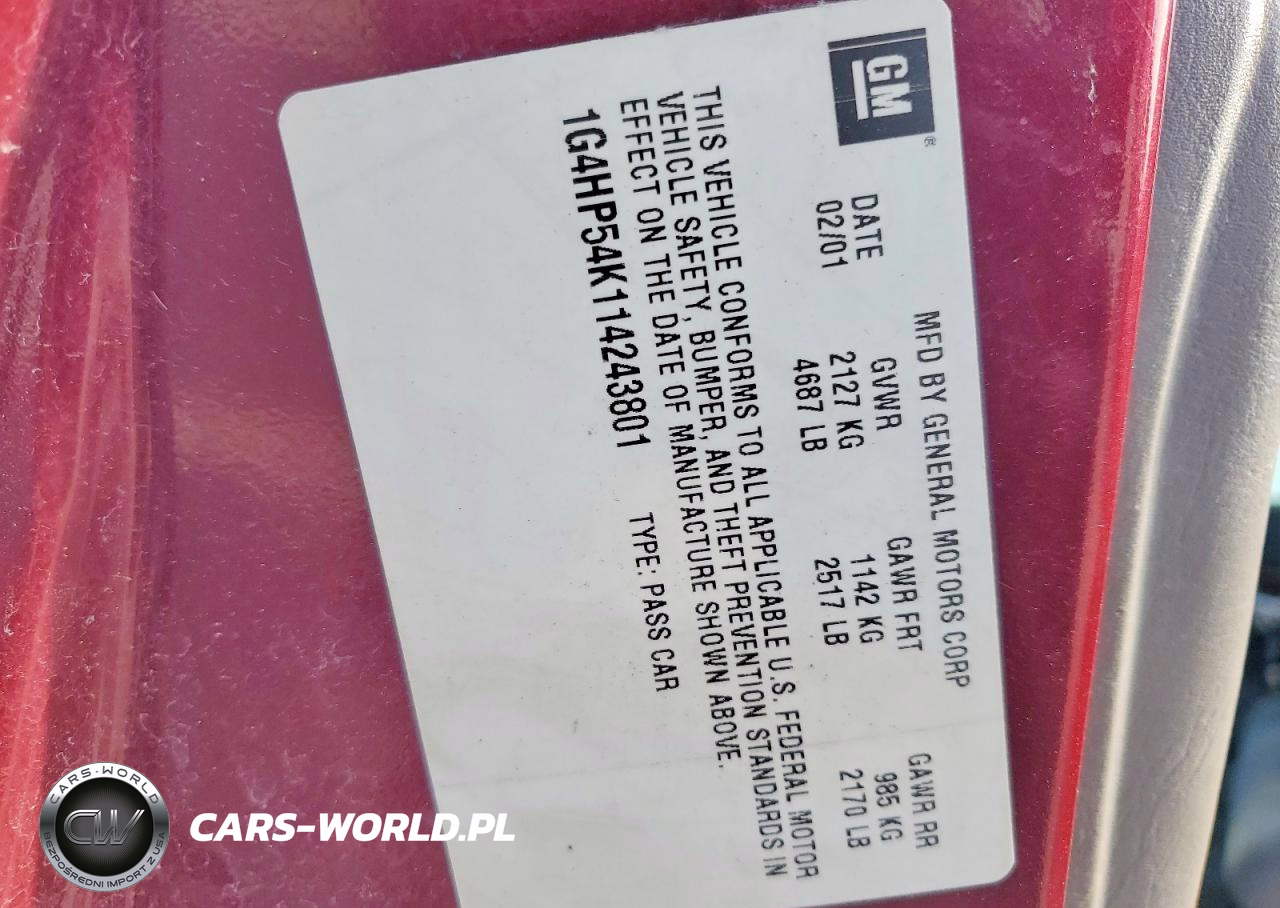 GM®
MFD BY GENERAL MOTORS CORP
DATE GVWR GAWR FRT GAWR RR
02/01 2127 KG 1142 KG 985 KG
4687 LB 2517 LB 2170 LB
THIS VEHICLE CONFORMS TO ALL APPLICABLE U.S. FEDERAL MOTOR
VEHICLE SAFETY, BUMPER, AND THEFT PREVENTION STANDARDS IN
EFFECT ON THE DATE OF MANUFACTURE SHOWN ABOVE.
1G4HP54K114243801 TYPE: PASS CAR
CARS-WORLD
CW
BEZPOŚREDNI IMPORT Z USA
CARS-WORLD.PL